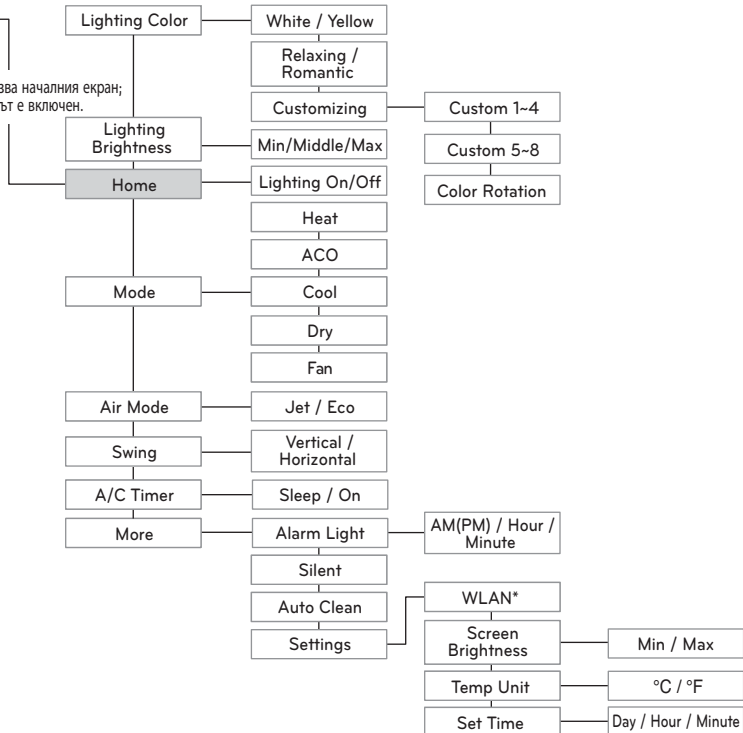 Lighting Color
White / Yellow
Relaxing /
Romantic
Customizing
Custom 1~4
Custom 5~8
Color Rotation
началния екран;
е включен.
Lighting
Brightness
Min/Middle/Max
Home
Lighting On/Off
Heat
ACO
Mode
Cool
Dry
Fan
Air Mode
Jet / Eco
Swing
Vertical /
Horizontal
A/C Timer
Sleep / On
More
Alarm Light
AM(PM) / Hour /
Minute
Silent
Auto Clean
Settings
WLAN*
Screen
Brightness
Min / Max
Temp Unit
°C / °F
Set Time
Day / Hour / Minute